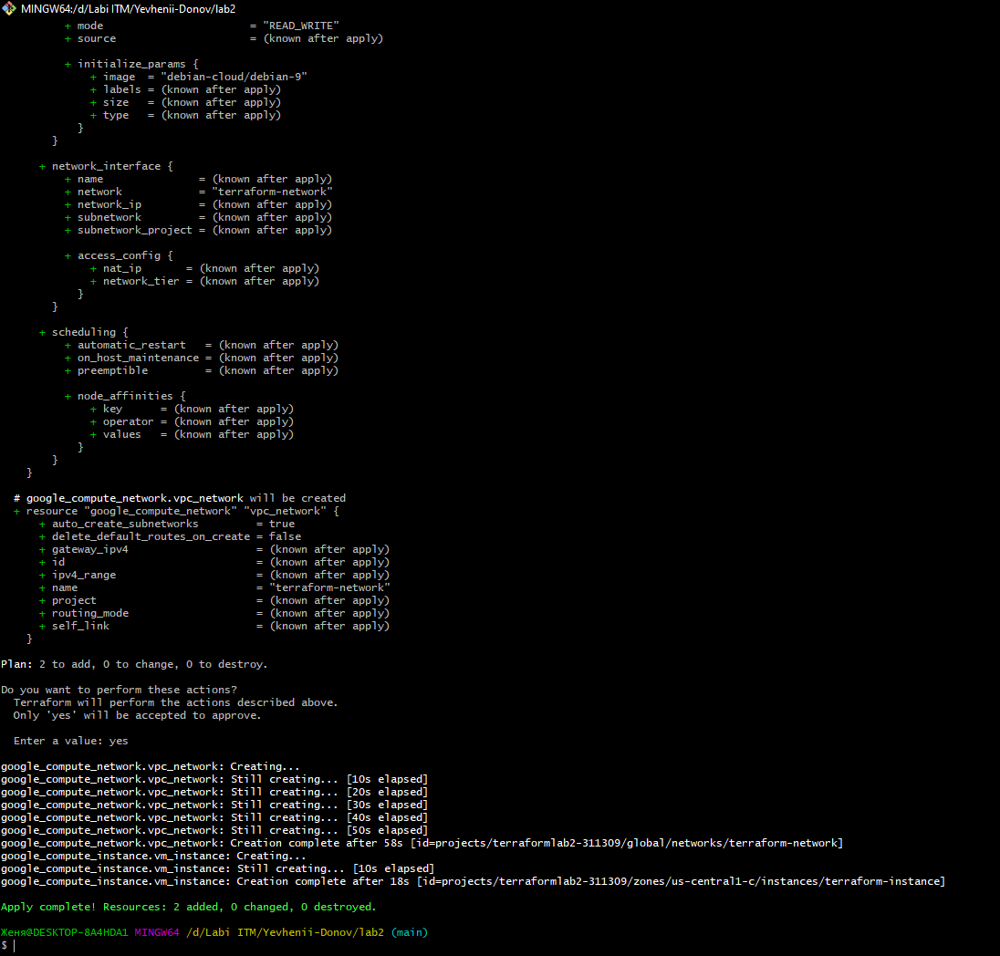 MINGW64:/d/Labi ITM/Yevhenii-Donov/lab2
+ mode = "READ_WRITE"
+ source = (known after apply)
+ initialize_params {
+ image = "debian-cloud/debian-9"
+ labels = (known after apply)
+ size = (known after apply)
+ type = (known after apply)
}
}
+ network_interface {
+ name = (known after apply)
+ network = "terraform-network"
+ network_ip = (known after apply)
+ subnetwork = (known after apply)
+ subnetwork_project = (known after apply)
+ access_config {
+ nat_ip = (known after apply)
+ network_tier = (known after apply)
}
}
+ scheduling {
+ automatic_restart = (known after apply)
+ on_host_maintenance = (known after apply)
+ preemptible = (known after apply)
+ node_affinities {
+ key = (known after apply)
+ operator = (known after apply)
+ values = (known after apply)
}
}
}
# google_compute_network.vpc_network will be created
+ resource "google_compute_network" "vpc_network" {
+ auto_create_subnetworks = true
+ delete_default_routes_on_create = false
+ gateway_ipv4 = (known after apply)
+ id = (known after apply)
+ ipv4_range = (known after apply)
+ name = "terraform-network"
+ project = (known after apply)
+ routing_mode = (known after apply)
+ self_link = (known after apply)
}
Plan: 2 to add, 0 to change, 0 to destroy.
Do you want to perform these actions?
Terraform will perform the actions described above.
Only 'yes' will be accepted to approve.
Enter a value: yes
google_compute_network.vpc_network: Creating...
google_compute_network.vpc_network: Still creating... [10s elapsed]
google_compute_network.vpc_network: Still creating... [20s elapsed]
google_compute_network.vpc_network: Still creating... [30s elapsed]
google_compute_network.vpc_network: Still creating... [40s elapsed]
google_compute_network.vpc_network: Still creating... [50s elapsed]
google_compute_network.vpc_network: Creation complete after 58s [id=projects/terraformlab2-311309/global/networks/terraform-network]
google_compute_instance.vm_instance: Creating...
google_compute_instance.vm_instance: Still creating... [10s elapsed]
google_compute_instance.vm_instance: Creation complete after 18s [id=projects/terraformlab2-311309/zones/us-central1-c/instances/terraform-instance]
Apply complete! Resources: 2 added, 0 changed, 0 destroyed.
Женя@DESKTOP-8A4HDA1 MINGW64 /d/Labi ITM/Yevhenii-Donov/lab2 (main)
$